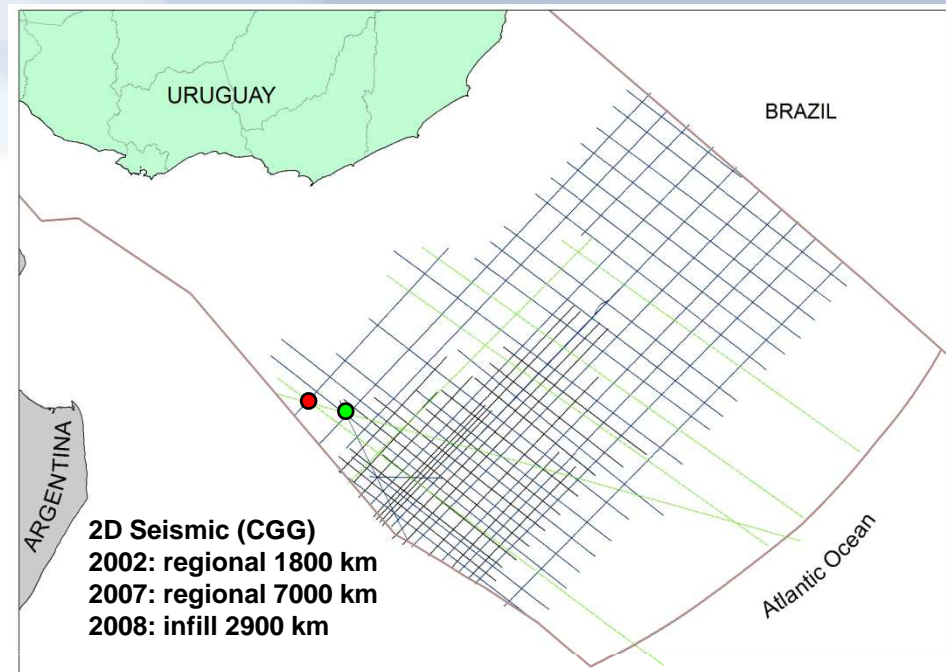 URUGUAY
BRAZIL
ARGENTINA
Atlantic Ocean
2D Seismic (CGG)
2002: regional 1800 km
2007: regional 7000 km
2008: infill 2900 km